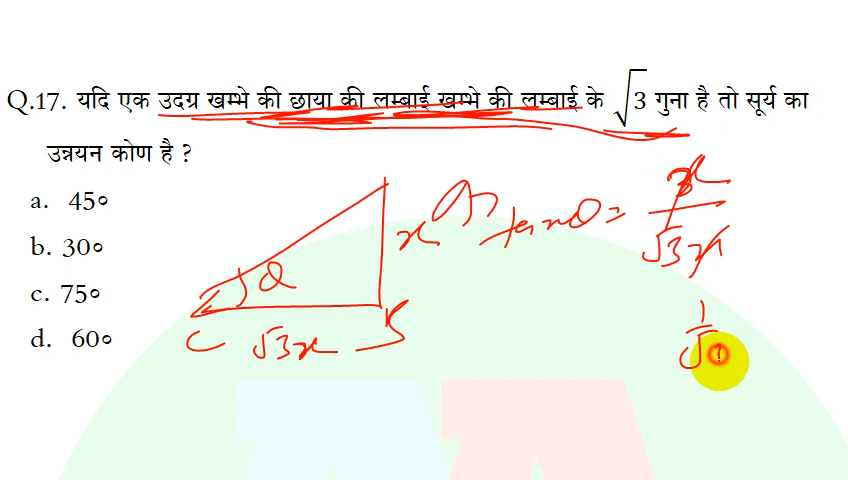 Q.17. यदि एक उदग्र खम्भे की छाया की लम्बाई खम्भे की लम्बाई के √3 गुना है तो सूर्य का
उन्नयन कोण है ?
a. 45०
b. 30०
c. 75०
d. 60०
x
θ
√3x
tanθ = x/√3x
1/√